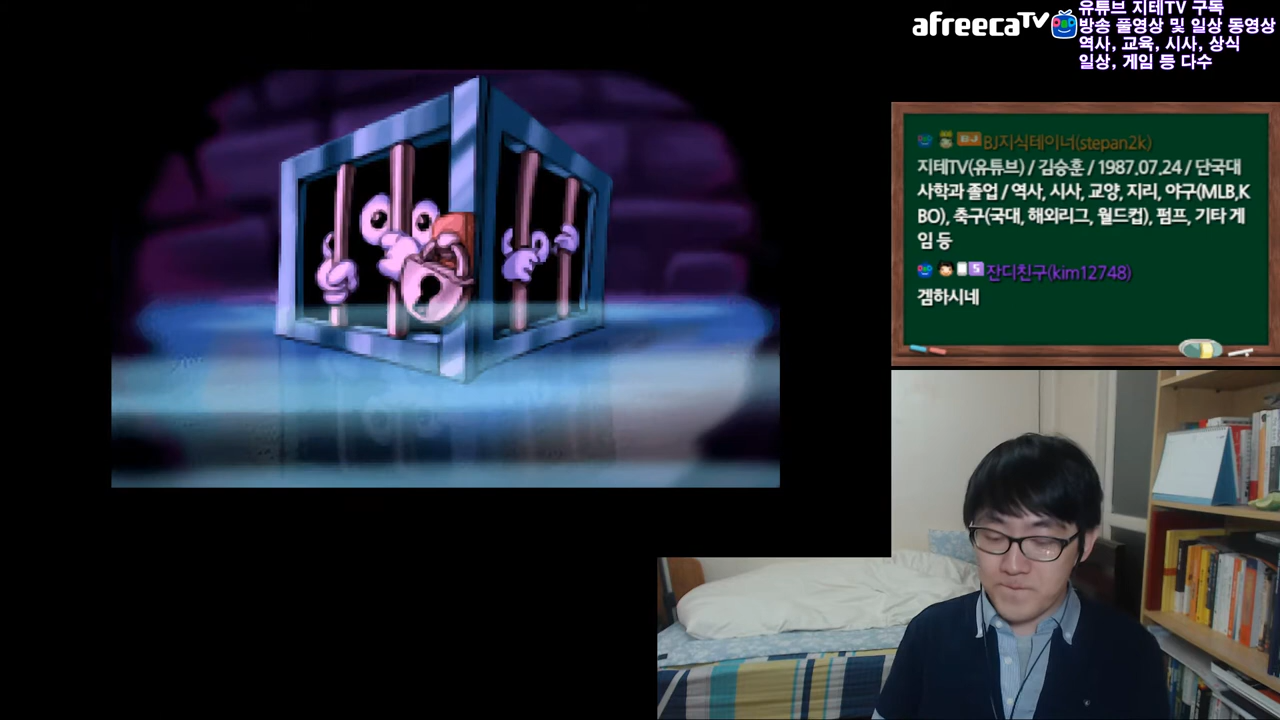 afreecaTV
유튜브 지테TV 구독
방송 풀영상 및 일상 동영상
역사, 교육, 시사, 상식
일상, 게임 등 다수
BJ지식테이너(stepan2k)
지테TV(유튜브) / 김승훈 / 1987.07.24 / 단국대
사학과 졸업 / 역사, 시사, 교양, 지리, 야구(MLB,K
BO), 축구(국대, 해외리그, 월드컵), 펌프, 기타 게
임 등
잔디친구(kim12748)
겜하시네